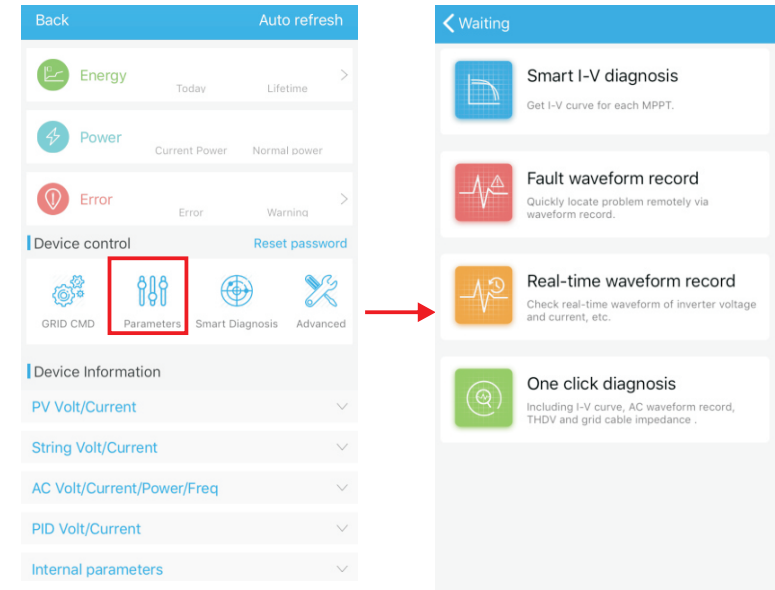 Back Auto refresh
Energy
Today Lifetime
Power
Current Power Normal power
Error
Error Warning
Device control Reset password
GRID CMD Parameters Smart Diagnosis Advanced
Device Information
PV Volt/Current
String Volt/Current
AC Volt/Current/Power/Freq
PID Volt/Current
Internal parameters
Waiting
Smart I-V diagnosis
Get I-V curve for each MPPT.
Fault waveform record
Quickly locate problem remotely via
waveform record.
Real-time waveform record
Check real-time waveform of inverter voltage
and current, etc.
One click diagnosis
Including I-V curve, AC waveform record,
THDV and grid cable impedance .